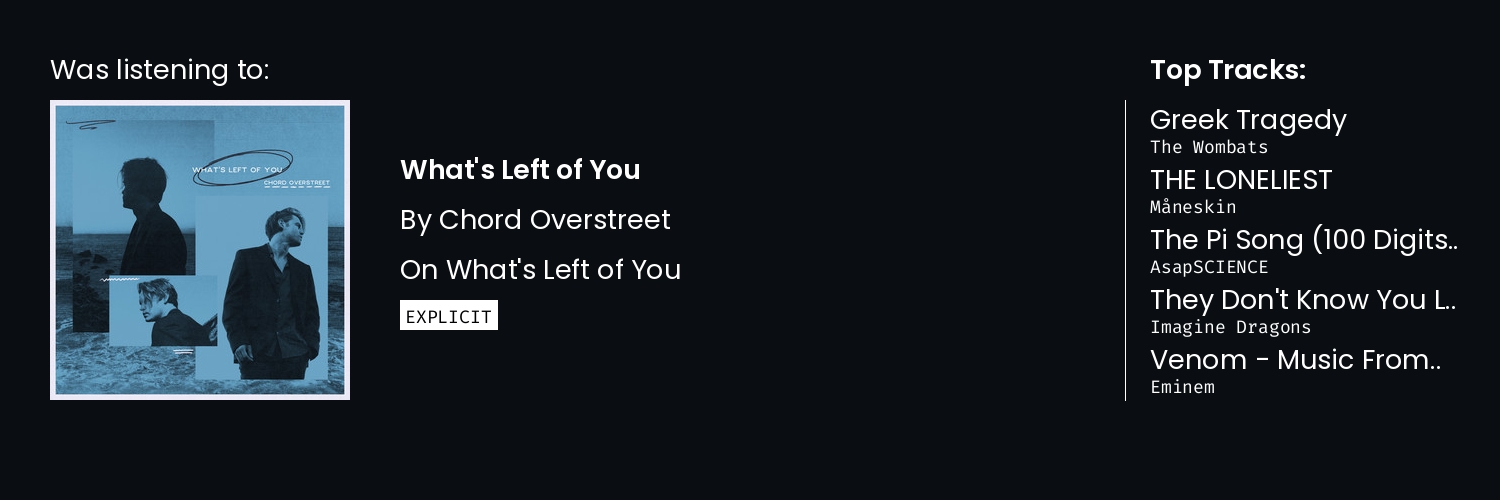 Was listening to:
WHAT'S LEFT OF YOU
CHORD OVERSTREET
What's Left of You
By Chord Overstreet
On What's Left of You
EXPLICIT
Top Tracks:
Greek Tragedy
The Wombats
THE LONELIEST
Måneskin
The Pi Song (100 Digits..
AsapSCIENCE
They Don't Know You L..
Imagine Dragons
Venom - Music From..
Eminem